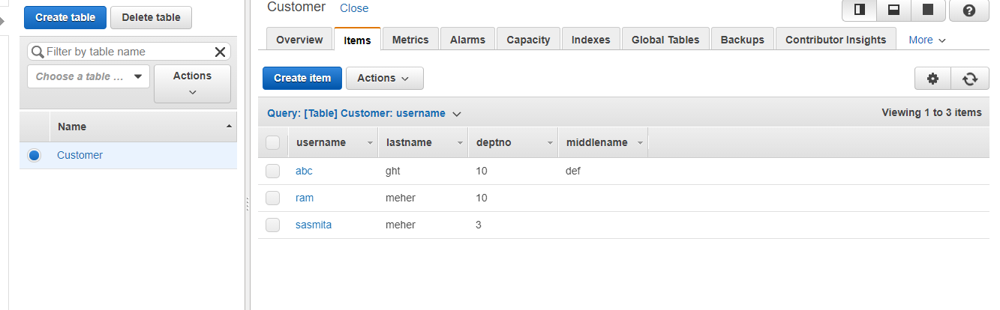 Create table Delete table
Filter by table name
Choose a table ... Actions
Name
Customer
Customer Close
Overview Items Metrics Alarms Capacity Indexes Global Tables Backups Contributor Insights More
Create item Actions
Query: [Table] Customer: username Viewing 1 to 3 items
username lastname deptno middlename
abc ght 10 def
ram meher 10
sasmita meher 3